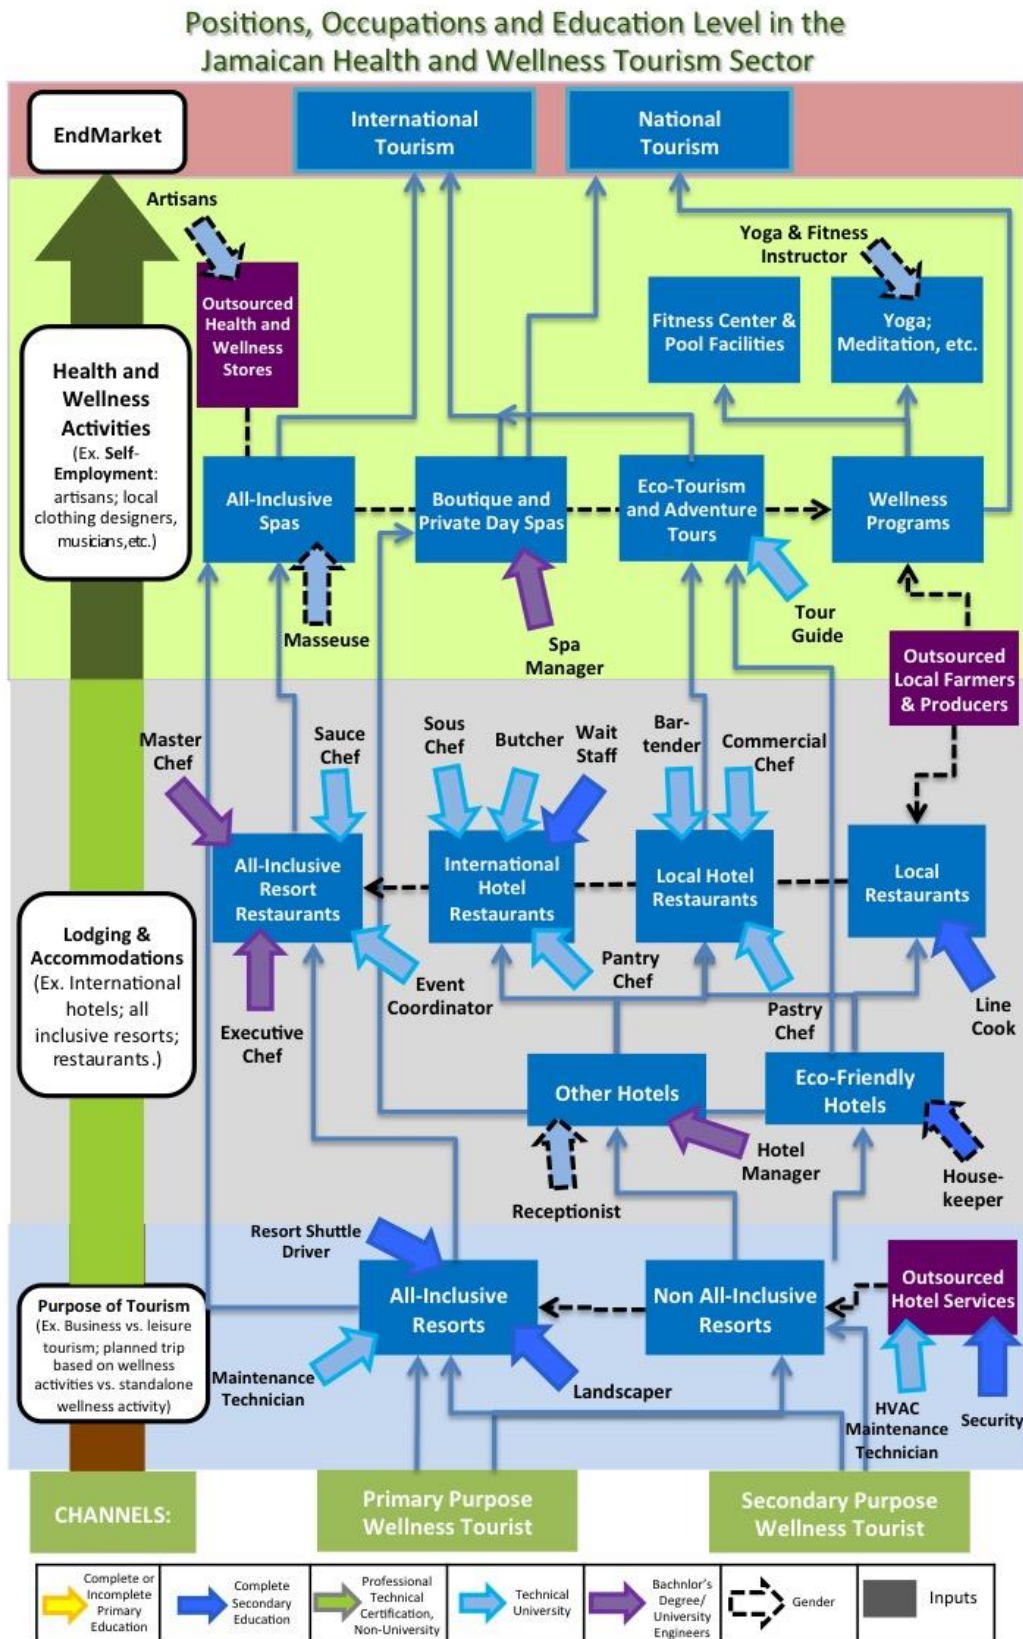 Positions, Occupations and Education Level in the
Jamaican Health and Wellness Tourism Sector
EndMarket
International
Tourism
National
Tourism
Artisans
Yoga & Fitness
Instructor
Outsourced
Health and
Wellness
Stores
Fitness Center &
Pool Facilities
Yoga;
Meditation, etc.
Health and
Wellness
Activities
(Ex. Self-
Employment:
artisans; local
clothing designers,
musicians,etc.)
All-Inclusive
Spas
Boutique and
Private Day Spas
Eco-Tourism
and Adventure
Tours
Wellness
Programs
Masseuse
Spa
Manager
Tour
Guide
Outsourced
Local Farmers
& Producers
Master
Chef
Sauce
Chef
Sous
Chef
Butcher
Wait
Staff
Bar-
tender
Commercial
Chef
All-Inclusive
Resort
Restaurants
International
Hotel
Restaurants
Local Hotel
Restaurants
Local
Restaurants
Lodging &
Accommodations
(Ex. International
hotels; all
inclusive resorts;
restaurants.)
Executive
Chef
Event
Coordinator
Pantry
Chef
Pastry
Chef
Line
Cook
Other Hotels
Eco-Friendly
Hotels
Receptionist
Hotel
Manager
House-
keeper
Resort Shuttle
Driver
Purpose of Tourism
(Ex. Business vs. leisure
tourism; planned trip
based on wellness
activities vs. standalone
wellness activity)
All-Inclusive
Resorts
Non All-Inclusive
Resorts
Outsourced
Hotel Services
Maintenance
Technician
Landscaper
HVAC
Maintenance
Technician
Security
CHANNELS:
Primary Purpose
Wellness Tourist
Secondary Purpose
Wellness Tourist
Complete or
Incomplete
Primary
Education
Complete
Secondary
Education
Professional
Technical
Certification,
Non-University
Technical
University
Bachnlor's
Degree/
University
Engineers
Gender
Inputs